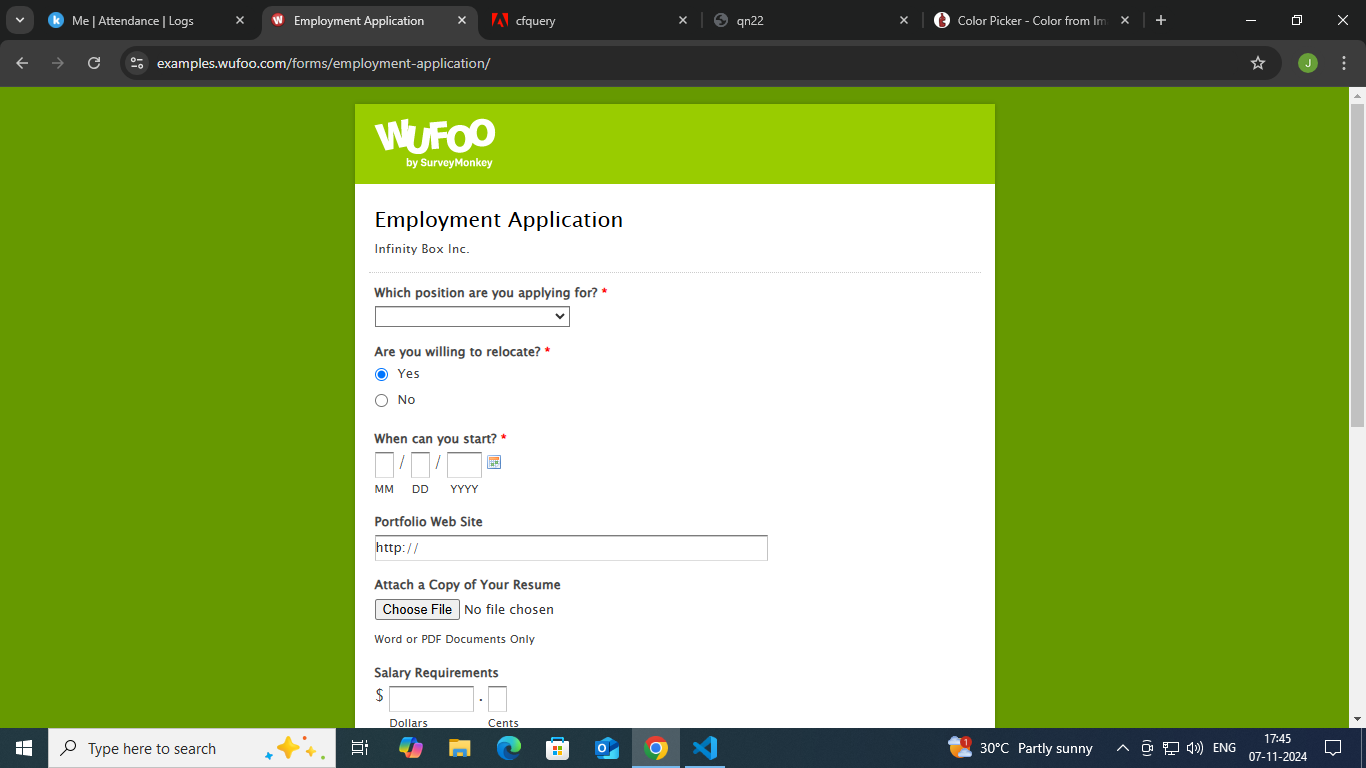 Me | Attendance | Logs
Employment Application
cfquery
qn22
Color Picker - Color from Im
examples.wufoo.com/forms/employment-application/
J
WUFOO
by SurveyMonkey
Employment Application
Infinity Box Inc.
Which position are you applying for? *
Are you willing to relocate? *
Yes
No
When can you start? *
/ /
MM DD YYYY
Portfolio Web Site
http://
Attach a Copy of Your Resume
Choose File No file chosen
Word or PDF Documents Only
Salary Requirements
$ .
Dollars Cents
Type here to search
1
30°C Partly sunny
ENG
17:45
07-11-2024